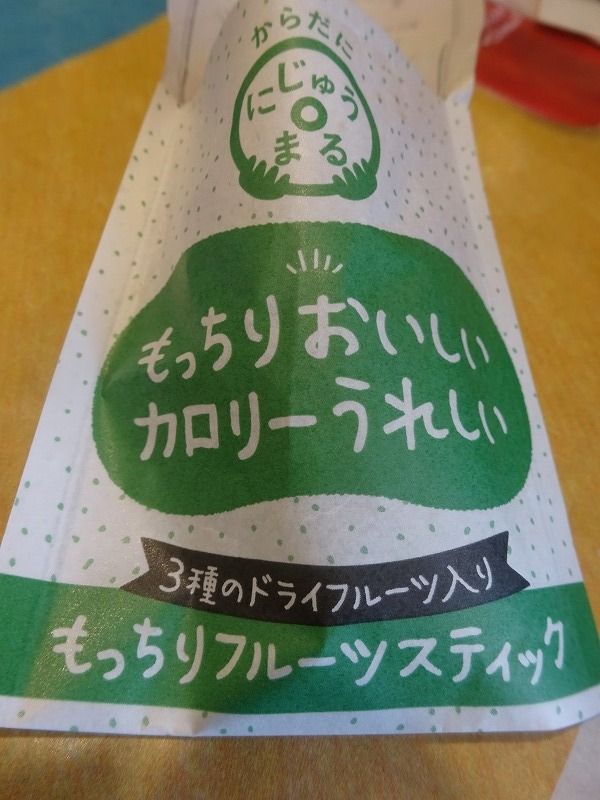 からだに
にじゅう
まる
もっちりおいしい
カロリーうれしい
3種のドライフルーツ入り
もっちりフルーツスティック